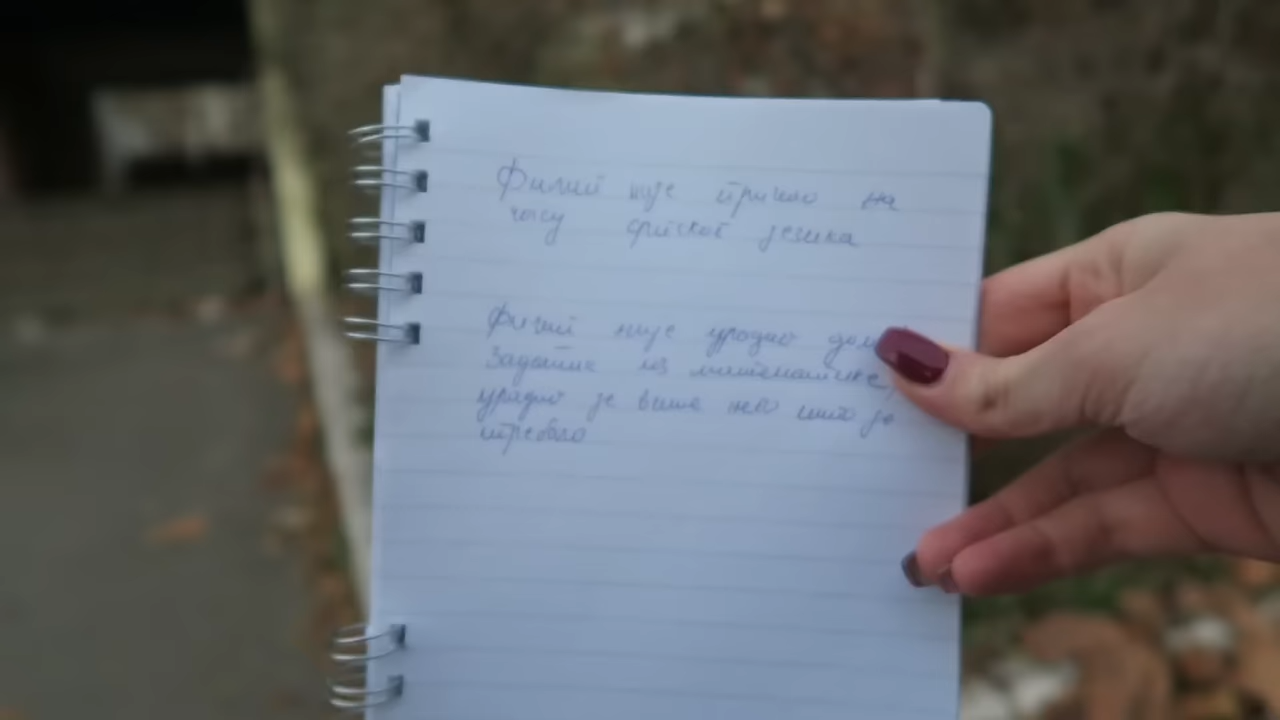 Филип није причао на
часу српског језика
Филип није урадио
задатке из математике,
урадио је више него што је
требало